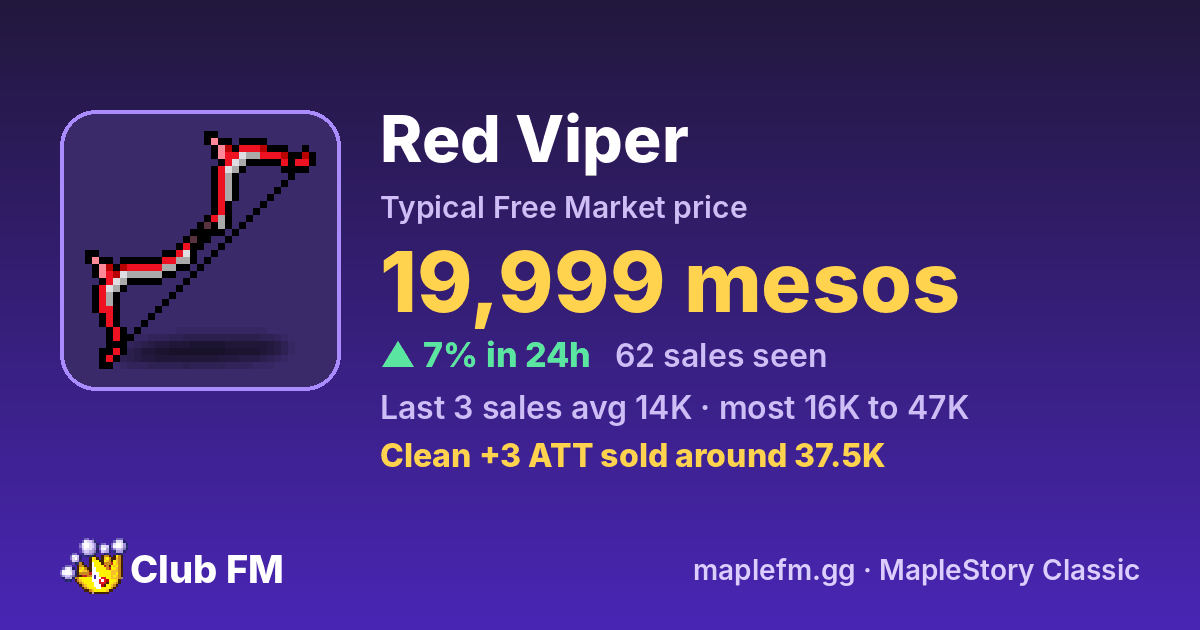 Red Viper
Typical Free Market price
19,999 mesos
▲ 7% in 24h 62 sales seen
Last 3 sales avg 14K · most 16K to 47K
Clean +3 ATT sold around 37.5K
Club FM
maplefm.gg · MapleStory Classic